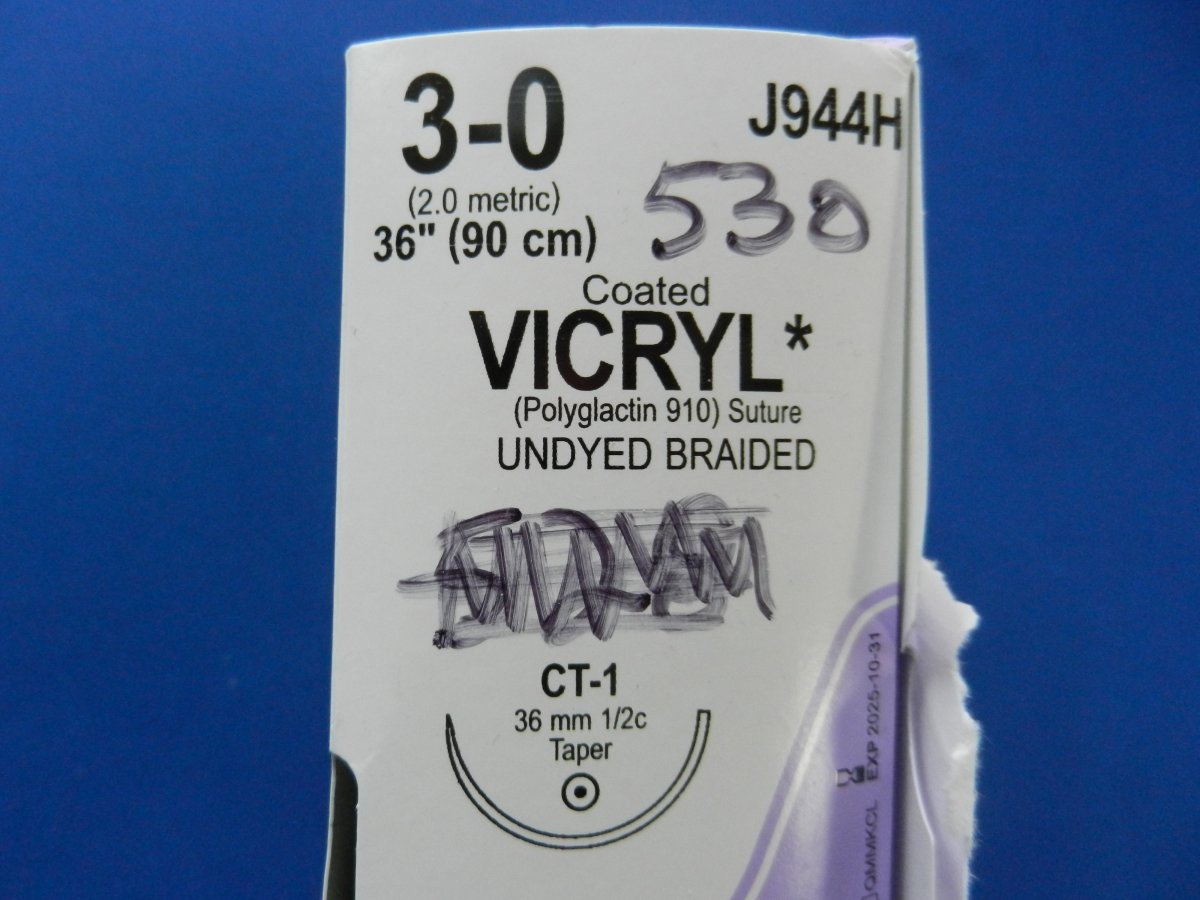 3-0
J944H
(2.0 metric)
530
36" (90 cm)
Coated
VICRYL*
(Polyglactin 910) Suture
UNDYED BRAIDED
CT-1
36 mm 1/2c
Taper
EXP 2025-10-31
QMMKCL